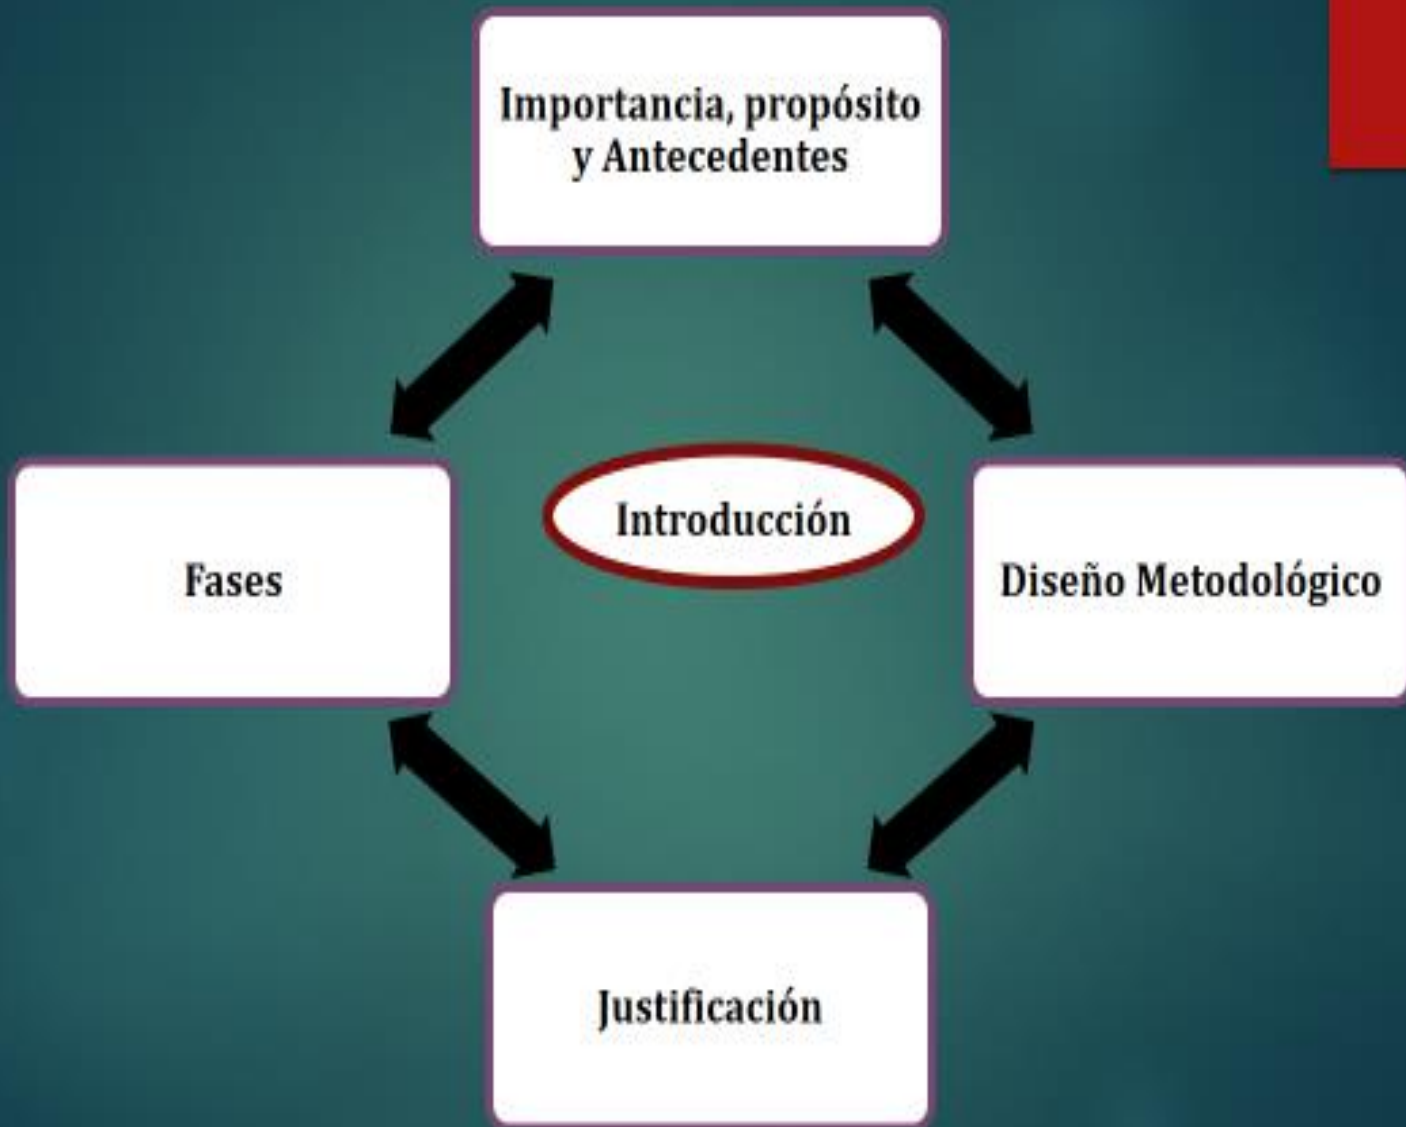 Importancia, propósito
y Antecedentes
Introducción
Fases
Diseño Metodológico
Justificación